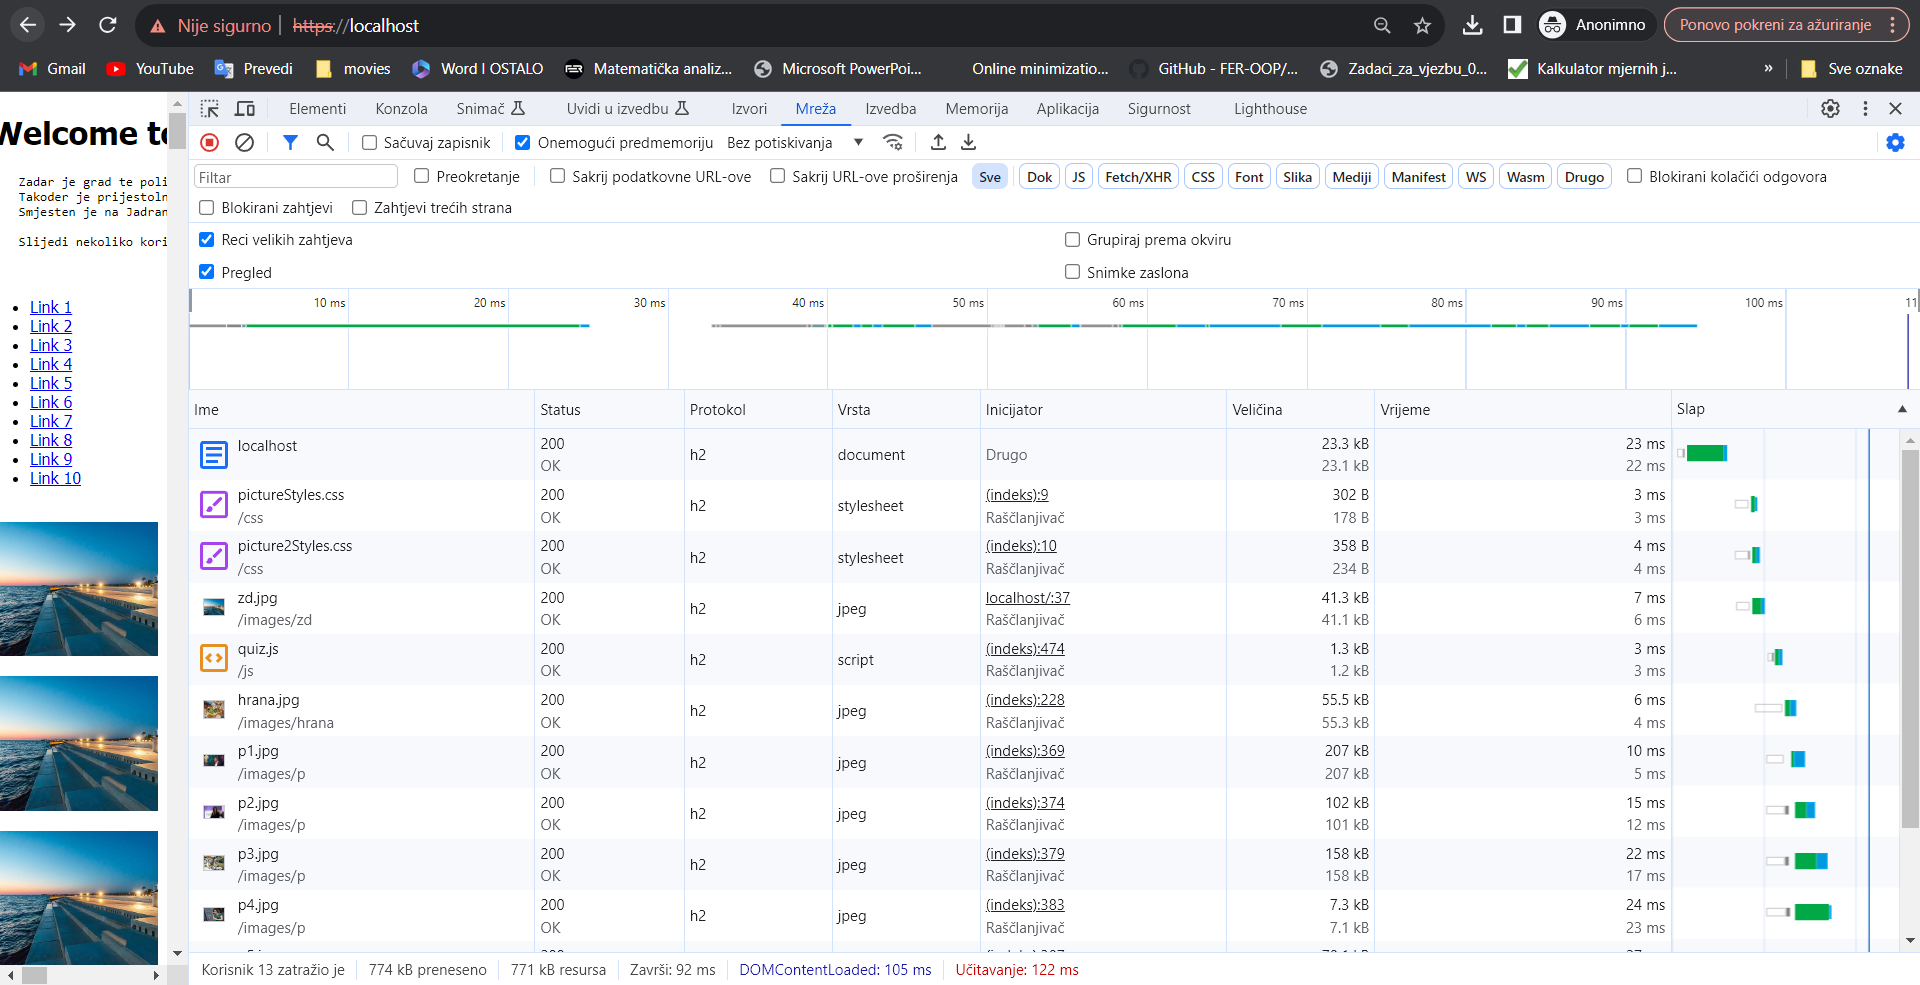 Nije sigurno https://localhost Anonimno Ponovo pokreni za ažuriranje
Gmail YouTube Prevedi movies Word I OSTALO Matematička analiz... Microsoft PowerPoi... Online minimizatio... GitHub - FER-OOP/... Zadaci_za_vjezbu_0... Kalkulator mjernih j... » Sve oznake
Welcome to
Zadar je grad te poli
Takoder je prijestoln
Smjesten je na Jadran
Slijedi nekoliko kori
Link 1
Link 2
Link 3
Link 4
Link 5
Link 6
Link 7
Link 8
Link 9
Link 10
Elementi Konzola Snimač Uvidi u izvedbu Izvori Mreža Izvedba Memorija Aplikacija Sigurnost Lighthouse
Sačuvaj zapisnik Onemogući predmemoriju Bez potiskivanja
Filtar Preokretanje Sakrij podatkovne URL-ove Sakrij URL-ove proširenja Sve Dok JS Fetch/XHR CSS Font Slika Mediji Manifest WS Wasm Drugo Blokirani kolačići odgovora
Blokirani zahtjevi Zahtjevi trećih strana
Reci velikih zahtjeva Grupiraj prema okviru
Pregled Snimke zaslona
10 ms 20 ms 30 ms 40 ms 50 ms 60 ms 70 ms 80 ms 90 ms 100 ms 11
Ime Status Protokol Vrsta Inicijator Veličina Vrijeme Slap
localhost 200 OK h2 document Drugo 23.3 kB 23.1 kB 23 ms 22 ms
pictureStyles.css /css 200 OK h2 stylesheet (indeks):9 Raščlanjivač 302 B 178 B 3 ms 3 ms
picture2Styles.css /css 200 OK h2 stylesheet (indeks):10 Raščlanjivač 358 B 234 B 4 ms 4 ms
zd.jpg /images/zd 200 OK h2 jpeg localhost/:37 Raščlanjivač 41.3 kB 41.1 kB 7 ms 6 ms
quiz.js /js 200 OK h2 script (indeks):474 Raščlanjivač 1.3 kB 1.2 kB 3 ms 3 ms
hrana.jpg /images/hrana 200 OK h2 jpeg (indeks):228 Raščlanjivač 55.5 kB 55.3 kB 6 ms 4 ms
p1.jpg /images/p 200 OK h2 jpeg (indeks):369 Raščlanjivač 207 kB 207 kB 10 ms 5 ms
p2.jpg /images/p 200 OK h2 jpeg (indeks):374 Raščlanjivač 102 kB 101 kB 15 ms 12 ms
p3.jpg /images/p 200 OK h2 jpeg (indeks):379 Raščlanjivač 158 kB 158 kB 22 ms 17 ms
p4.jpg /images/p 200 OK h2 jpeg (indeks):383 Raščlanjivač 7.3 kB 7.1 kB 24 ms 23 ms
Korisnik 13 zatražio je 774 kB preneseno 771 kB resursa Završi: 92 ms DOMContentLoaded: 105 ms Učitavanje: 122 ms